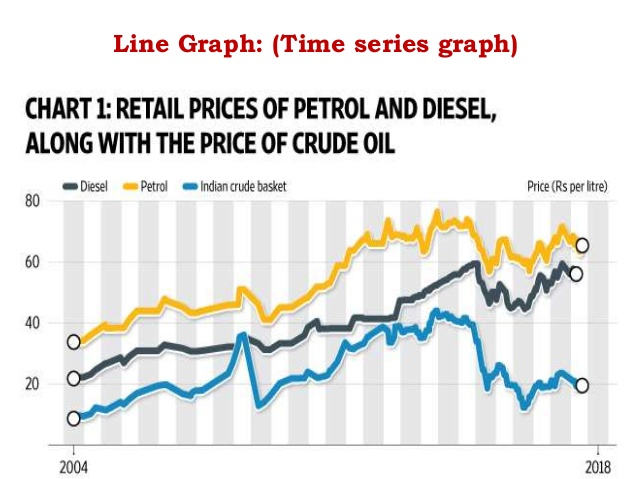 Line Graph: (Time series graph)
CHART 1: RETAIL PRICES OF PETROL AND DIESEL,
ALONG WITH THE PRICE OF CRUDE OIL
Diesel Petrol Indian crude basket Price (Rs per litre)
80
60
40
20
2004 2018